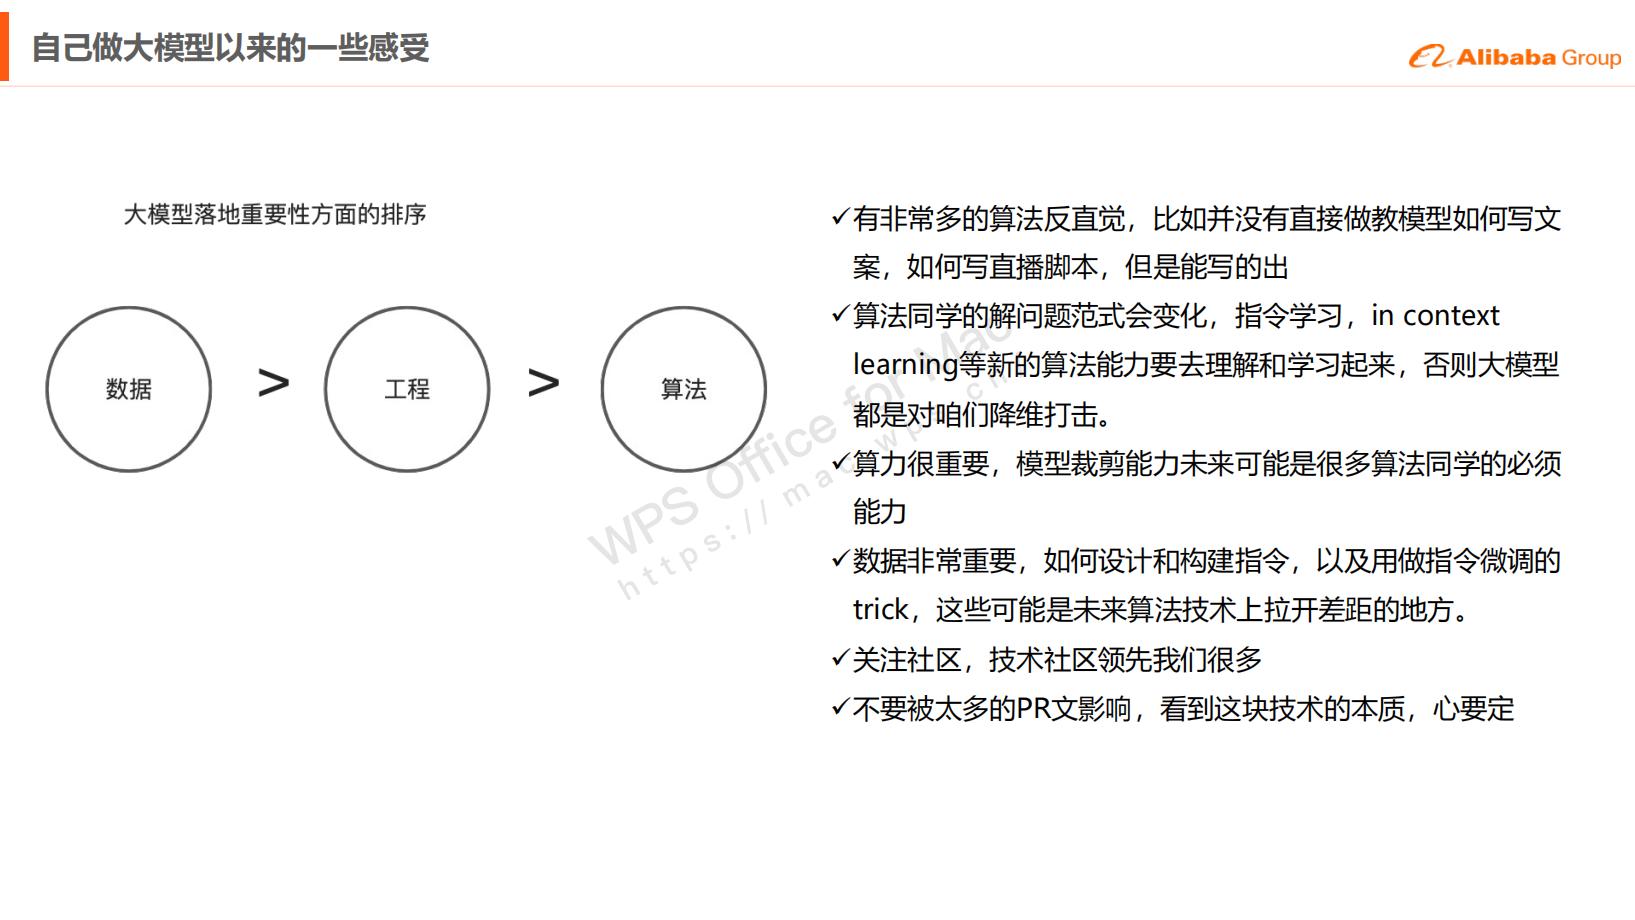 自己做大模型以来的一些感受
Alibaba Group
大模型落地重要性方面的排序
数据
>
工程
>
算法
✓有非常多的算法反直觉，比如并没有直接做教模型如何写文
案，如何写直播脚本，但是能写的出
✓算法同学的解问题范式会变化，指令学习，in context
learning等新的算法能力要去理解和学习起来，否则大模型
都是对咱们降维打击。
✓算力很重要，模型裁剪能力未来可能是很多算法同学的必须
能力
✓数据非常重要，如何设计和构建指令，以及用做指令微调的
trick，这些可能是未来算法技术上拉开差距的地方。
✓关注社区，技术社区领先我们很多
✓不要被太多的PR文影响，看到这块技术的本质，心要定
WPS Office for Mac
https://mac.wps.cn